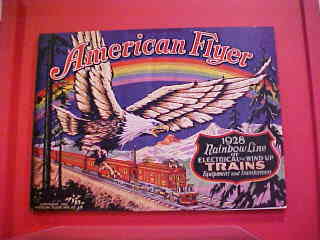 American Flyer
1928
Rainbow Line
of
ELECTRICAL and WIND-UP
TRAINS
Equipment and Transformers